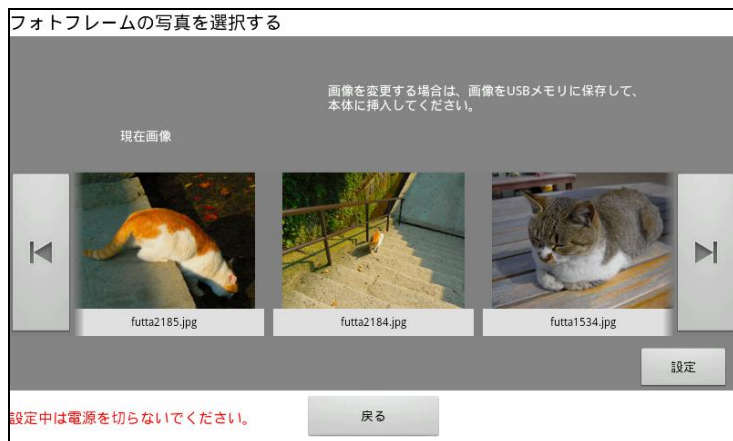 フォトフレームの写真を選択する
画像を変更する場合は、画像をUSBメモリに保存して、
本体に挿入してください。
現在画像
futta2185.jpg
futta2184.jpg
futta1534.jpg
設定
設定中は電源を切らないでください。
戻る